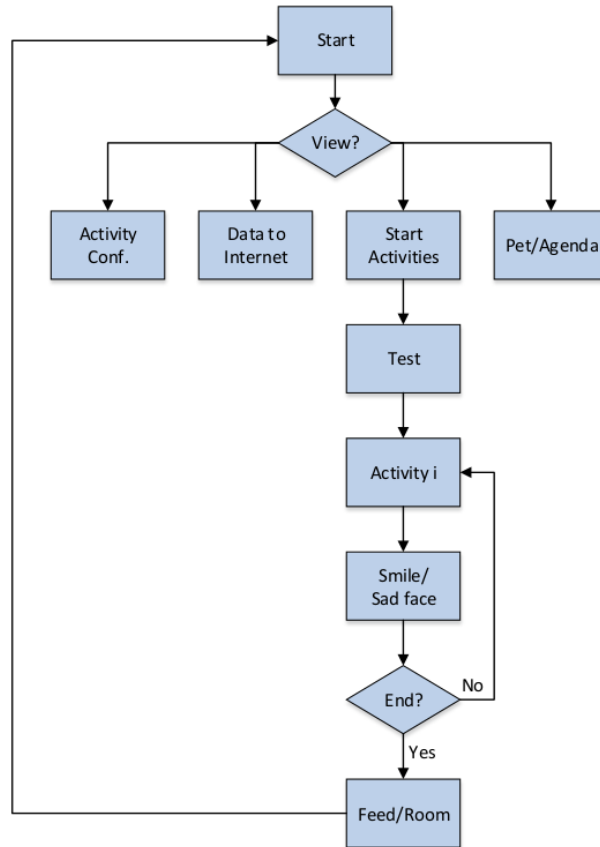 Start
View?
Activity
Conf.
Data to
Internet
Start
Activities
Pet/Agenda
Test
Activity i
Smile/
Sad face
End?
No
Yes
Feed/Room